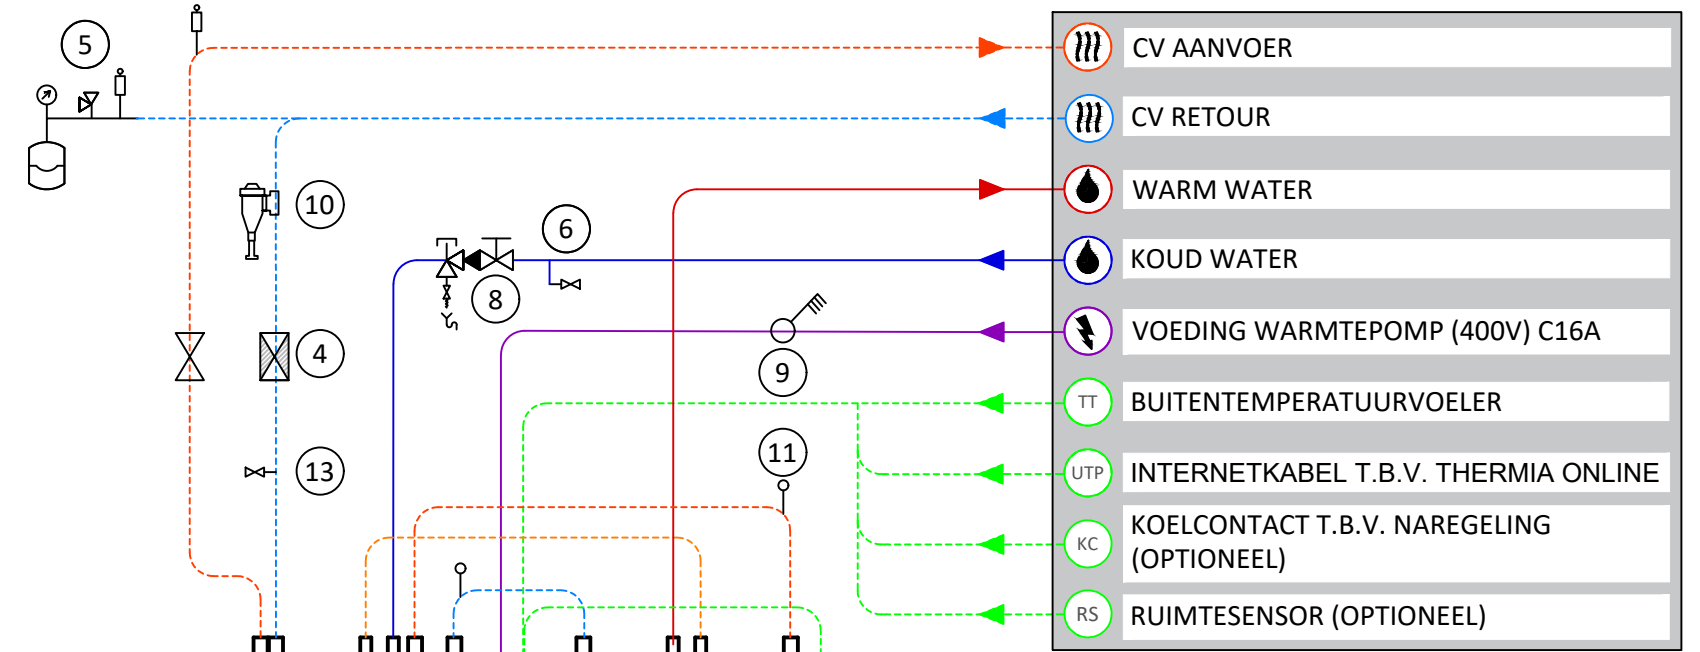 5
CV AANVOER
CV RETOUR
10
WARM WATER
6
KOUD WATER
8
VOEDING WARMTEPOMP (400V) C16A
4
9
TT
BUITENTEMPERATUURVOELER
11
13
UTP
INTERNETKABEL T.B.V. THERMIA ONLINE
KC
KOELCONTACT T.B.V. NAREGELING
(OPTIONEEL)
RS
RUIMTESENSOR (OPTIONEEL)